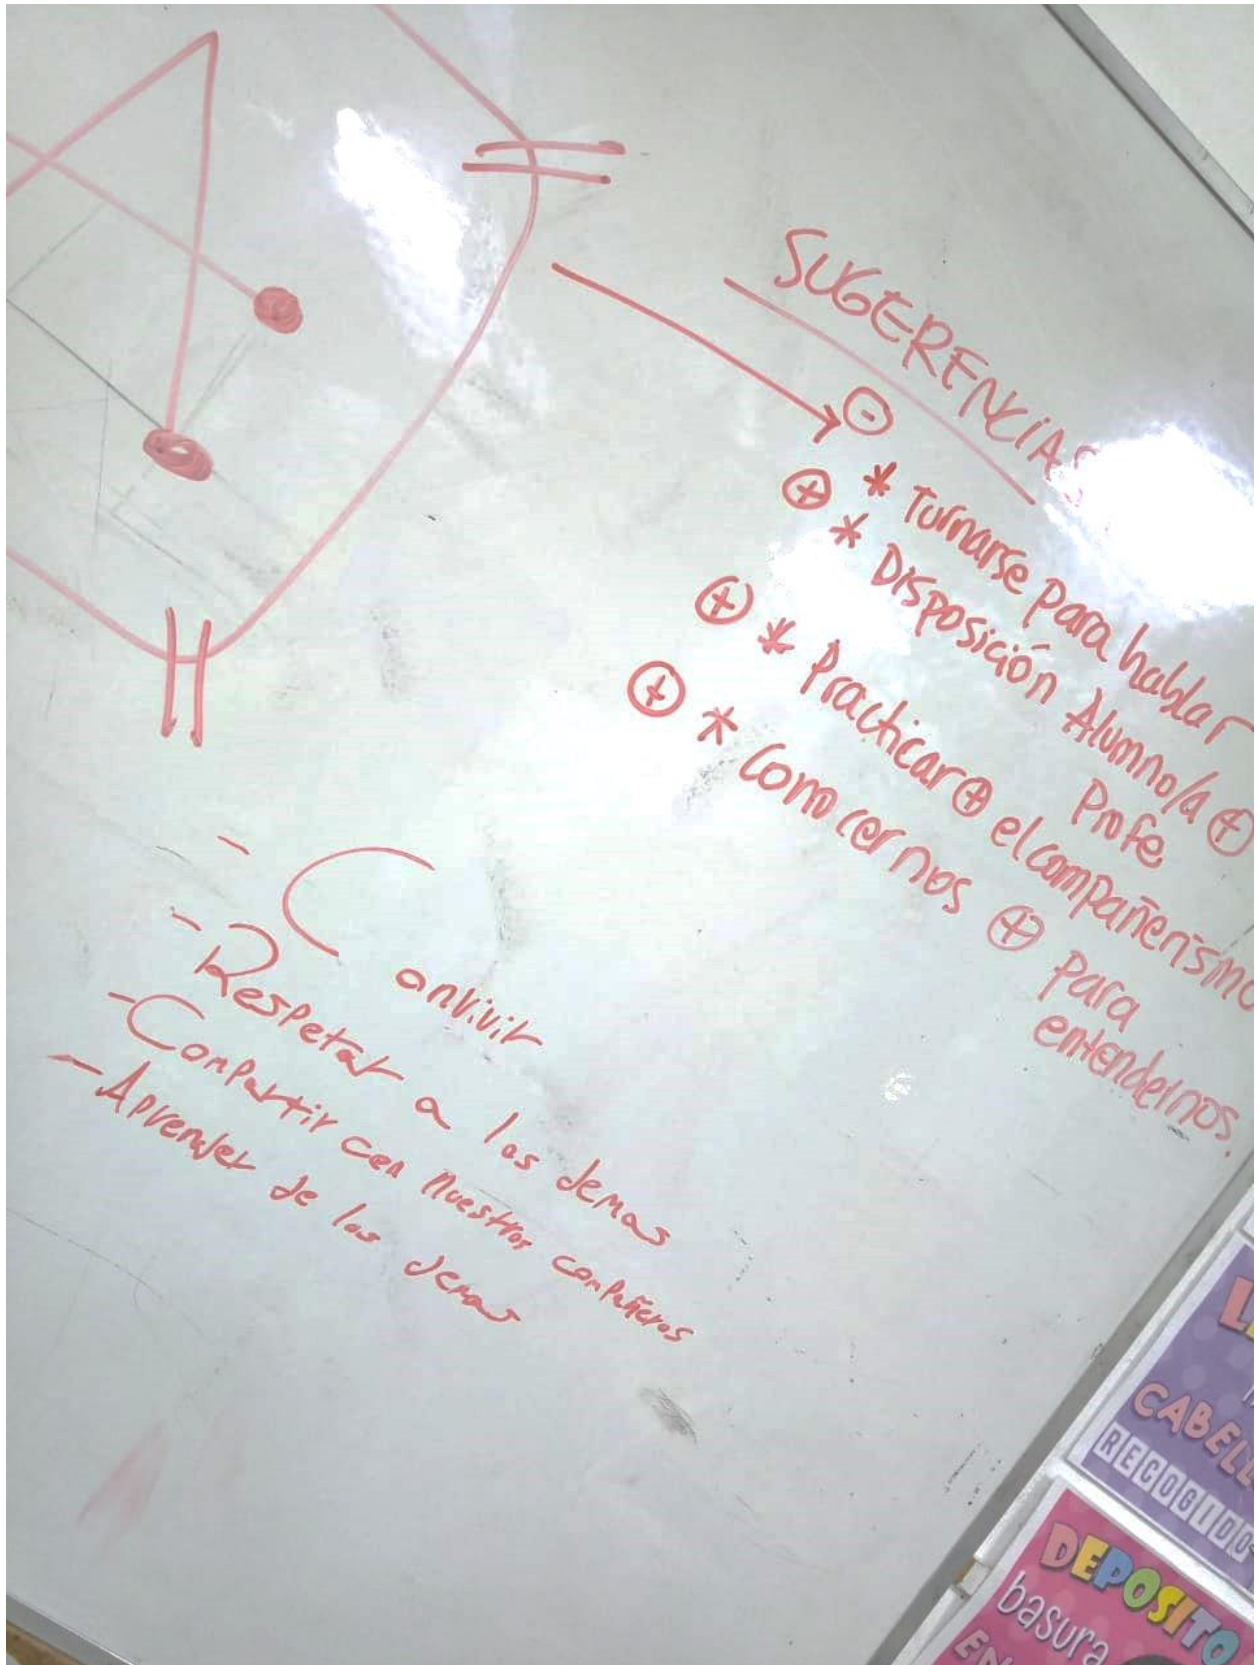 SUGERENCIAS
⊖
⊕ * Turnarse para hablar
* Disposición Alumno/a ⊕
Profe
⊕ * Practicar ⊕ el compañerismo
⊕ * Conocernos ⊕ para
entendernos.
- Convivir
- Respetar a los demas
- Compartir con nuestros compañeros
- Aprender de los demas
CABELL
RECOGIDO
DEPOSITO
basura
EN